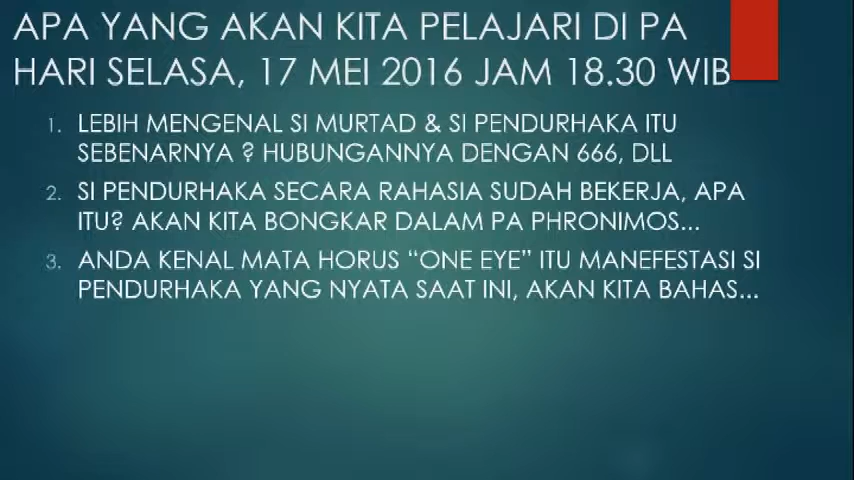 APA YANG AKAN KITA PELAJARI DI PA
HARI SELASA, 17 MEI 2016 JAM 18.30 WIB
1. LEBIH MENGENAL SI MURTAD & SI PENDURHAKA ITU
SEBENARNYA ? HUBUNGANNYA DENGAN 666, DLL
2. SI PENDURHAKA SECARA RAHASIA SUDAH BEKERJA, APA
ITU? AKAN KITA BONGKAR DALAM PA PHRONIMOS...
3. ANDA KENAL MATA HORUS “ONE EYE” ITU MANEFESTASI SI
PENDURHAKA YANG NYATA SAAT INI, AKAN KITA BAHAS...